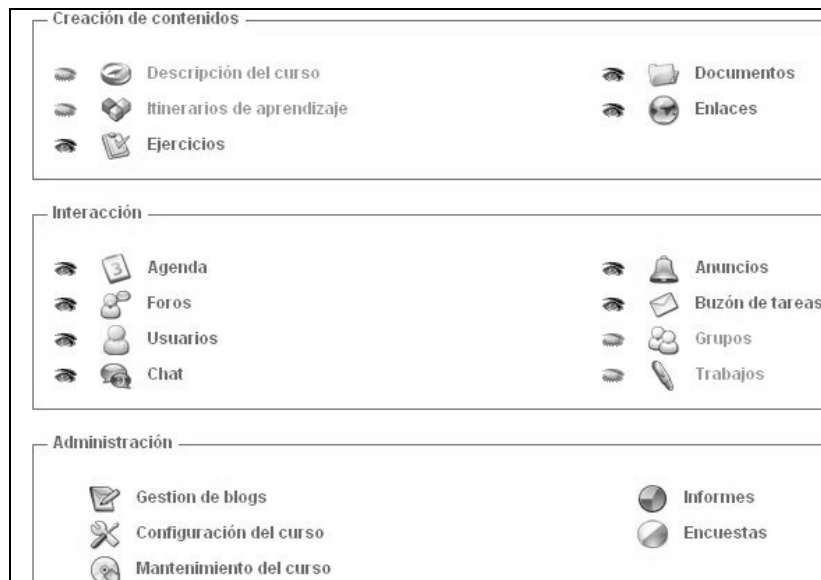 Creación de contenidos
Descripción del curso
Documentos
Itinerarios de aprendizaje
Enlaces
Ejercicios
Interacción
Agenda
3
Anuncios
Foros
Buzón de tareas
Usuarios
Grupos
Chat
Trabajos
Administración
Gestion de blogs
Informes
Configuración del curso
Encuestas
Mantenimiento del curso